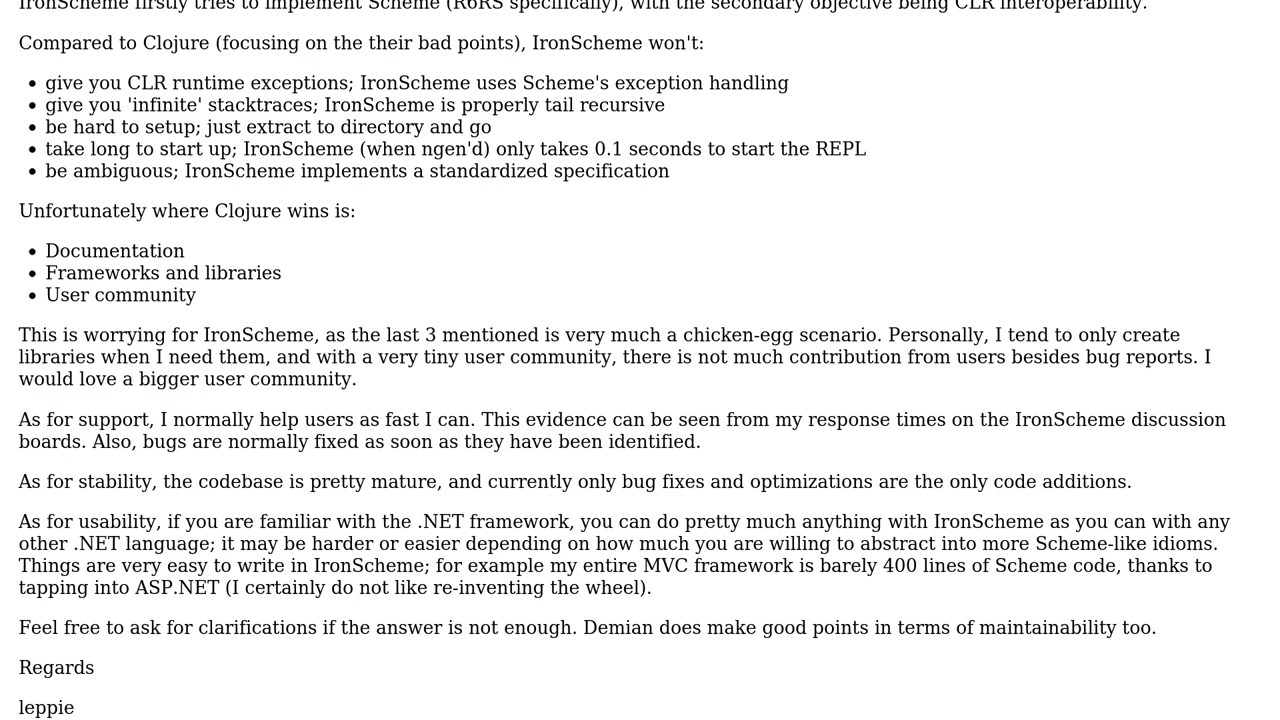 IronScheme firstly tries to implement Scheme (R6RS specifically), with the secondary objective being CLR interoperability.
Compared to Clojure (focusing on the their bad points), IronScheme won't:
• give you CLR runtime exceptions; IronScheme uses Scheme's exception handling
• give you 'infinite' stacktraces; IronScheme is properly tail recursive
• be hard to setup; just extract to directory and go
• take long to start up; IronScheme (when ngen'd) only takes 0.1 seconds to start the REPL
• be ambiguous; IronScheme implements a standardized specification
Unfortunately where Clojure wins is:
• Documentation
• Frameworks and libraries
• User community
This is worrying for IronScheme, as the last 3 mentioned is very much a chicken-egg scenario. Personally, I tend to only create
libraries when I need them, and with a very tiny user community, there is not much contribution from users besides bug reports. I
would love a bigger user community.
As for support, I normally help users as fast I can. This evidence can be seen from my response times on the IronScheme discussion
boards. Also, bugs are normally fixed as soon as they have been identified.
As for stability, the codebase is pretty mature, and currently only bug fixes and optimizations are the only code additions.
As for usability, if you are familiar with the .NET framework, you can do pretty much anything with IronScheme as you can with any
other .NET language; it may be harder or easier depending on how much you are willing to abstract into more Scheme-like idioms.
Things are very easy to write in IronScheme; for example my entire MVC framework is barely 400 lines of Scheme code, thanks to
tapping into ASP.NET (I certainly do not like re-inventing the wheel).
Feel free to ask for clarifications if the answer is not enough. Demian does make good points in terms of maintainability too.
Regards
leppie